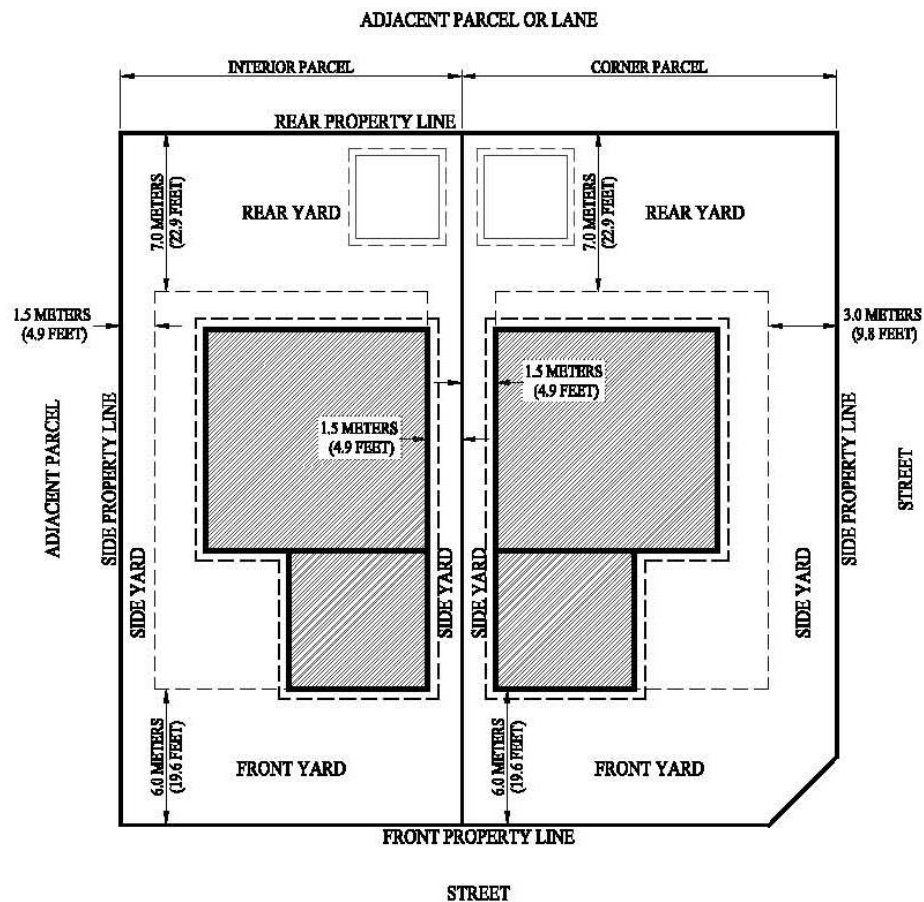 ADJACENT PARCEL OR LANE
INTERIOR PARCEL
CORNER PARCEL
REAR PROPERTY LINE
7.0 METERS
(22.9 FEET)
REAR YARD
7.0 METERS
(22.9 FEET)
REAR YARD
1.5 METERS
(4.9 FEET)
3.0 METERS
(9.8 FEET)
1.5 METERS
(4.9 FEET)
1.5 METERS
(4.9 FEET)
ADJACENT PARCEL
SIDE PROPERTY LINE
SIDE YARD
SIDE YARD
SIDE YARD
SIDE YARD
SIDE PROPERTY LINE
STREET
6.0 METERS
(19.6 FEET)
FRONT YARD
6.0 METERS
(19.6 FEET)
FRONT YARD
FRONT PROPERTY LINE
STREET